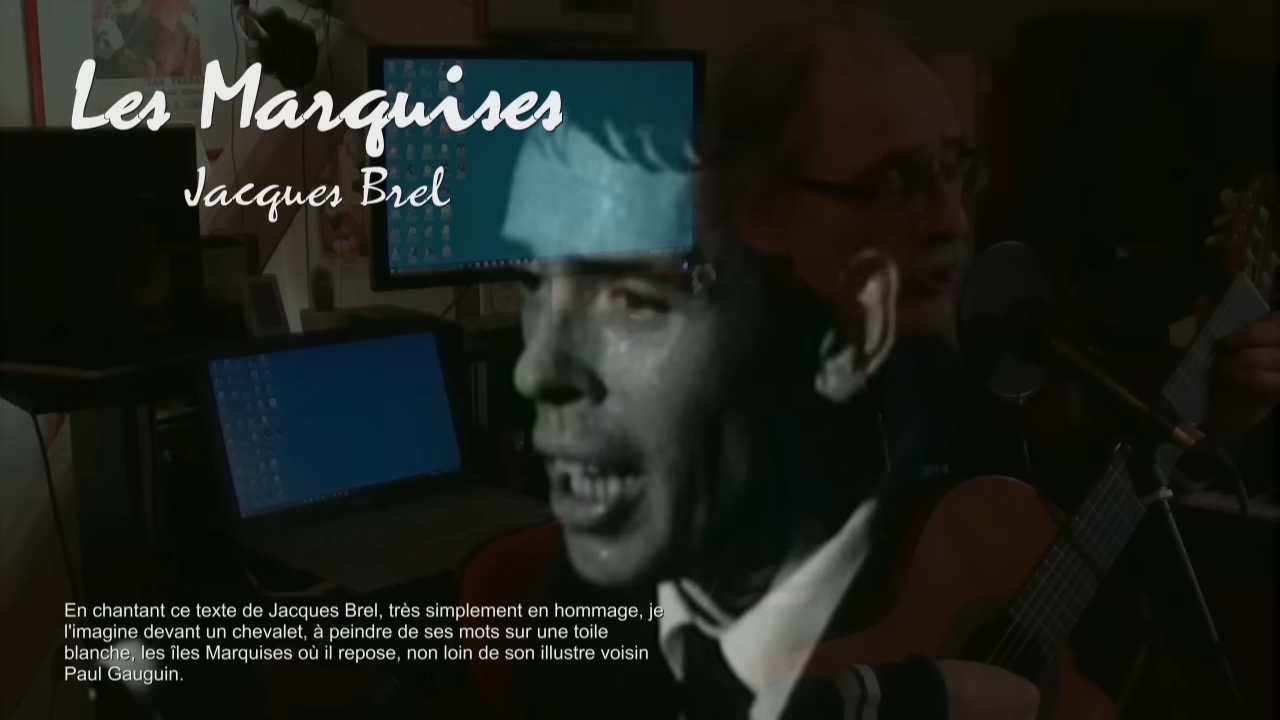 Les Marquises
Jacques Brel
En chantant ce texte de Jacques Brel, très simplement en hommage, je
l'imagine devant un chevalet, à peindre de ses mots sur une toile
blanche, les îles Marquises où il repose, non loin de son illustre voisin
Paul Gauguin.